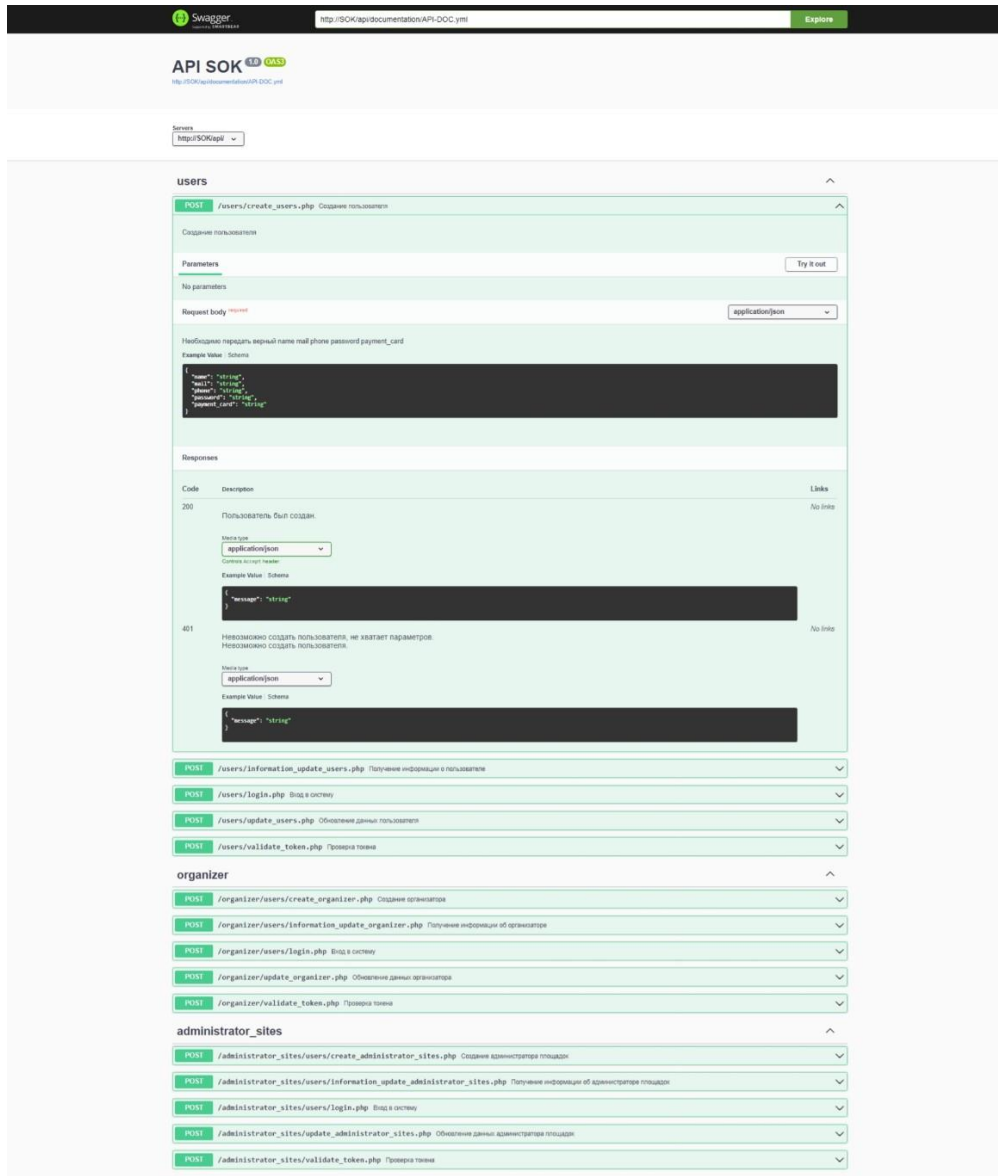 Swagger
Supported by SMARTBEAR
http://SOK/api/documentation/API-DOC.yml
Explore
API SOK 1.0 OAS3
http://SOK/api/documentation/API-DOC.yml
Servers
http://SOK/api/
users
POST /users/create_users.php Создание пользователя
Создание пользователя
Parameters
Try it out
No parameters
Request body required
application/json
Необходимо передать верный name mail phone password payment_card
Example Value Schema
{
"name": "string",
"mail": "string",
"phone": "string",
"password": "string",
"payment_card": "string"
}
Responses
Code Description Links
200 Пользователь был создан. No links
Media type
application/json
Controls Accept header.
Example Value Schema
{
"message": "string"
}
401 Невозможно создать пользователя, не хватает параметров. No links
Невозможно создать пользователя.
Media type
application/json
Example Value Schema
{
"message": "string"
}
POST /users/information_update_users.php Получение информации о пользователе
POST /users/login.php Вход в систему
POST /users/update_users.php Обновление данных пользователя
POST /users/validate_token.php Проверка токена
organizer
POST /organizer/users/create_organizer.php Создание организатора
POST /organizer/users/information_update_organizer.php Получение информации об организаторе
POST /organizer/users/login.php Вход в систему
POST /organizer/update_organizer.php Обновление данных организатора
POST /organizer/validate_token.php Проверка токена
administrator_sites
POST /administrator_sites/users/create_administrator_sites.php Создание администратора площадок
POST /administrator_sites/users/information_update_administrator_sites.php Получение информации об администраторе площадок
POST /administrator_sites/users/login.php Вход в систему
POST /administrator_sites/update_administrator_sites.php Обновление данных администратора площадок
POST /administrator_sites/validate_token.php Проверка токена